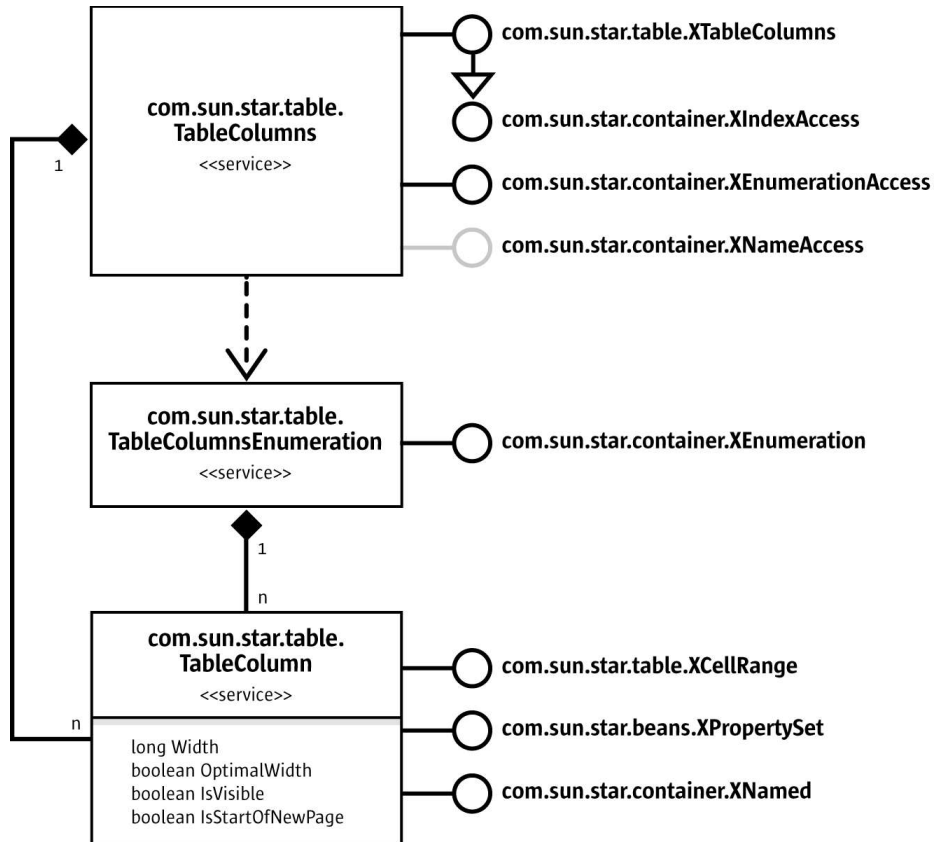 com.sun.star.table.
TableColumns
<<service>>
com.sun.star.table.XTableColumns
com.sun.star.container.XIndexAccess
com.sun.star.container.XEnumerationAccess
com.sun.star.container.XNameAccess
1
com.sun.star.table.
TableColumnsEnumeration
<<service>>
com.sun.star.container.XEnumeration
1
n
com.sun.star.table.
TableColumn
<<service>>
com.sun.star.table.XCellRange
com.sun.star.beans.XPropertySet
com.sun.star.container.XNamed
n
long Width
boolean OptimalWidth
boolean IsVisible
boolean IsStartOfNewPage